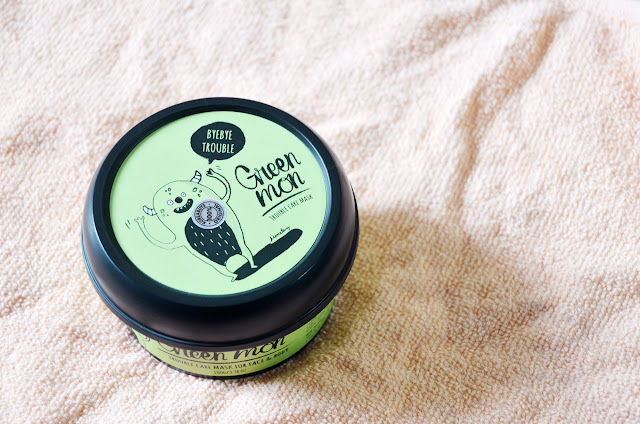 BYEBYE
TROUBLE
Green
mon
TROUBLE CARE MASK
Green mon
TROUBLE CARE MASK FOR FACE & BODY